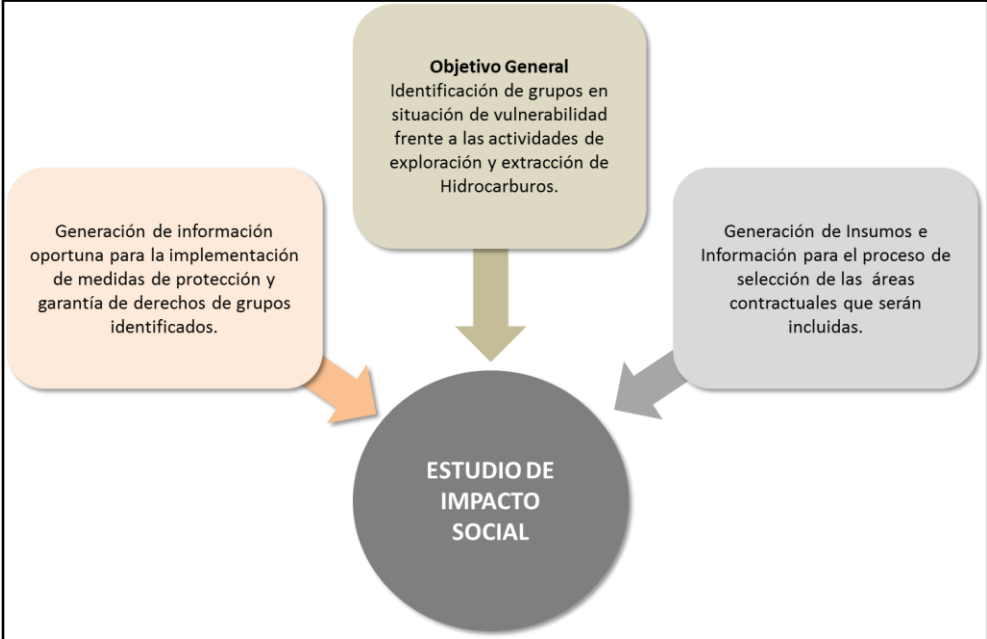 Objetivo General
Identificación de grupos en
situación de vulnerabilidad
frente a las actividades de
exploración y extracción de
Hidrocarburos.
Generación de información
oportuna para la implementación
de medidas de protección y
garantía de derechos de grupos
identificados.
Generación de Insumos e
Información para el proceso de
selección de las áreas
contractuales que serán
incluidas.
ESTUDIO DE
IMPACTO
SOCIAL